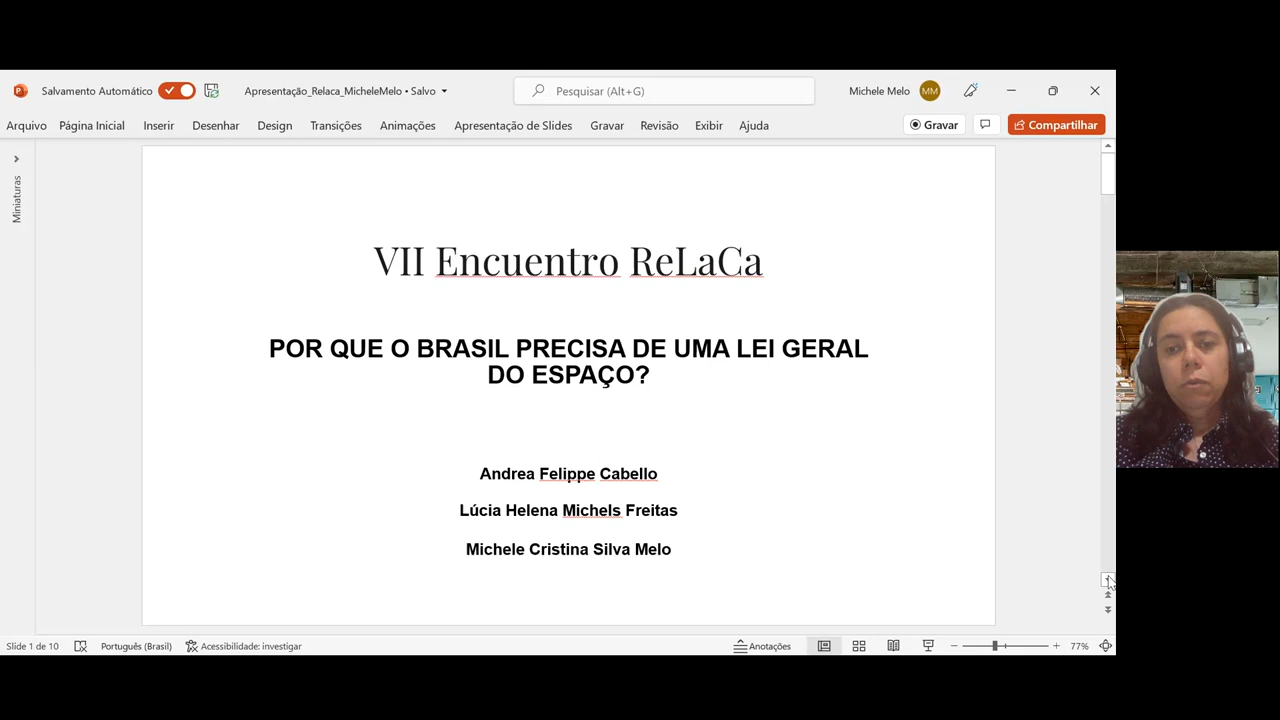 Salvamento Automático
Apresentação_Relaca_MicheleMelo • Salvo
Pesquisar (Alt+G)
Michele Melo
MM
Arquivo Página Inicial Inserir Desenhar Design Transições Animações Apresentação de Slides Gravar Revisão Exibir Ajuda
Gravar
Compartilhar
Miniaturas
VII Encuentro ReLaCa
POR QUE O BRASIL PRECISA DE UMA LEI GERAL
DO ESPAÇO?
Andrea Felippe Cabello
Lúcia Helena Michels Freitas
Michele Cristina Silva Melo
Slide 1 de 10 Português (Brasil) Acessibilidade: investigar Anotações 77%